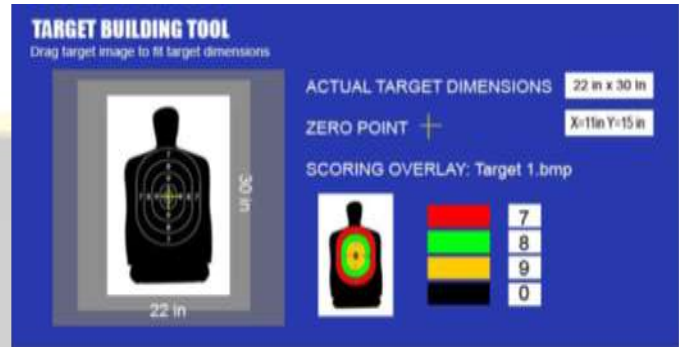 TARGET BUILDING TOOL
Drag target image to fit target dimensions
ACTUAL TARGET DIMENSIONS 22 in x 30 in
ZERO POINT X=11in Y=15 in
SCORING OVERLAY: Target 1.bmp
30 in
22 in
7
8
9
0